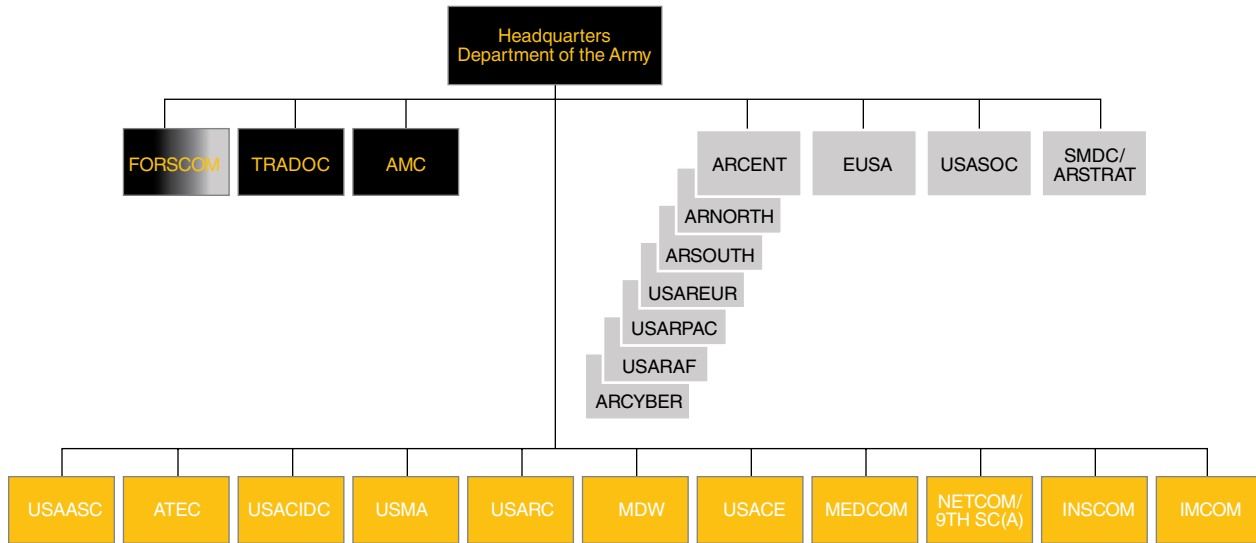 Headquarters
Department of the Army
FORSCOM
TRADOC
AMC
ARCENT
EUSA
USASOC
SMDC/
ARSTRAT
ARNORTH
ARSOUTH
USAREUR
USARPAC
USARAF
ARCYBER
USAASC
ATEC
USACIDC
USMA
USARC
MDW
USACE
MEDCOM
NETCOM/
9TH SC(A)
INSCOM
IMCOM